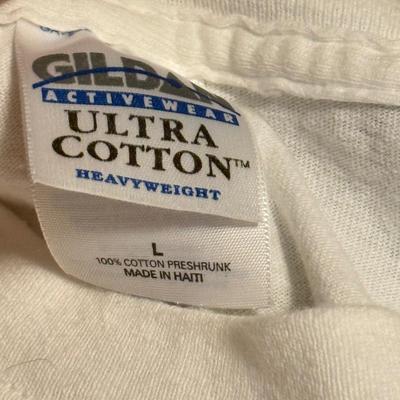 GILDAN
ACTIVEWEAR
ULTRA
COTTON™
HEAVYWEIGHT
L
100% COTTON PRESHRUNK
MADE IN HAITI